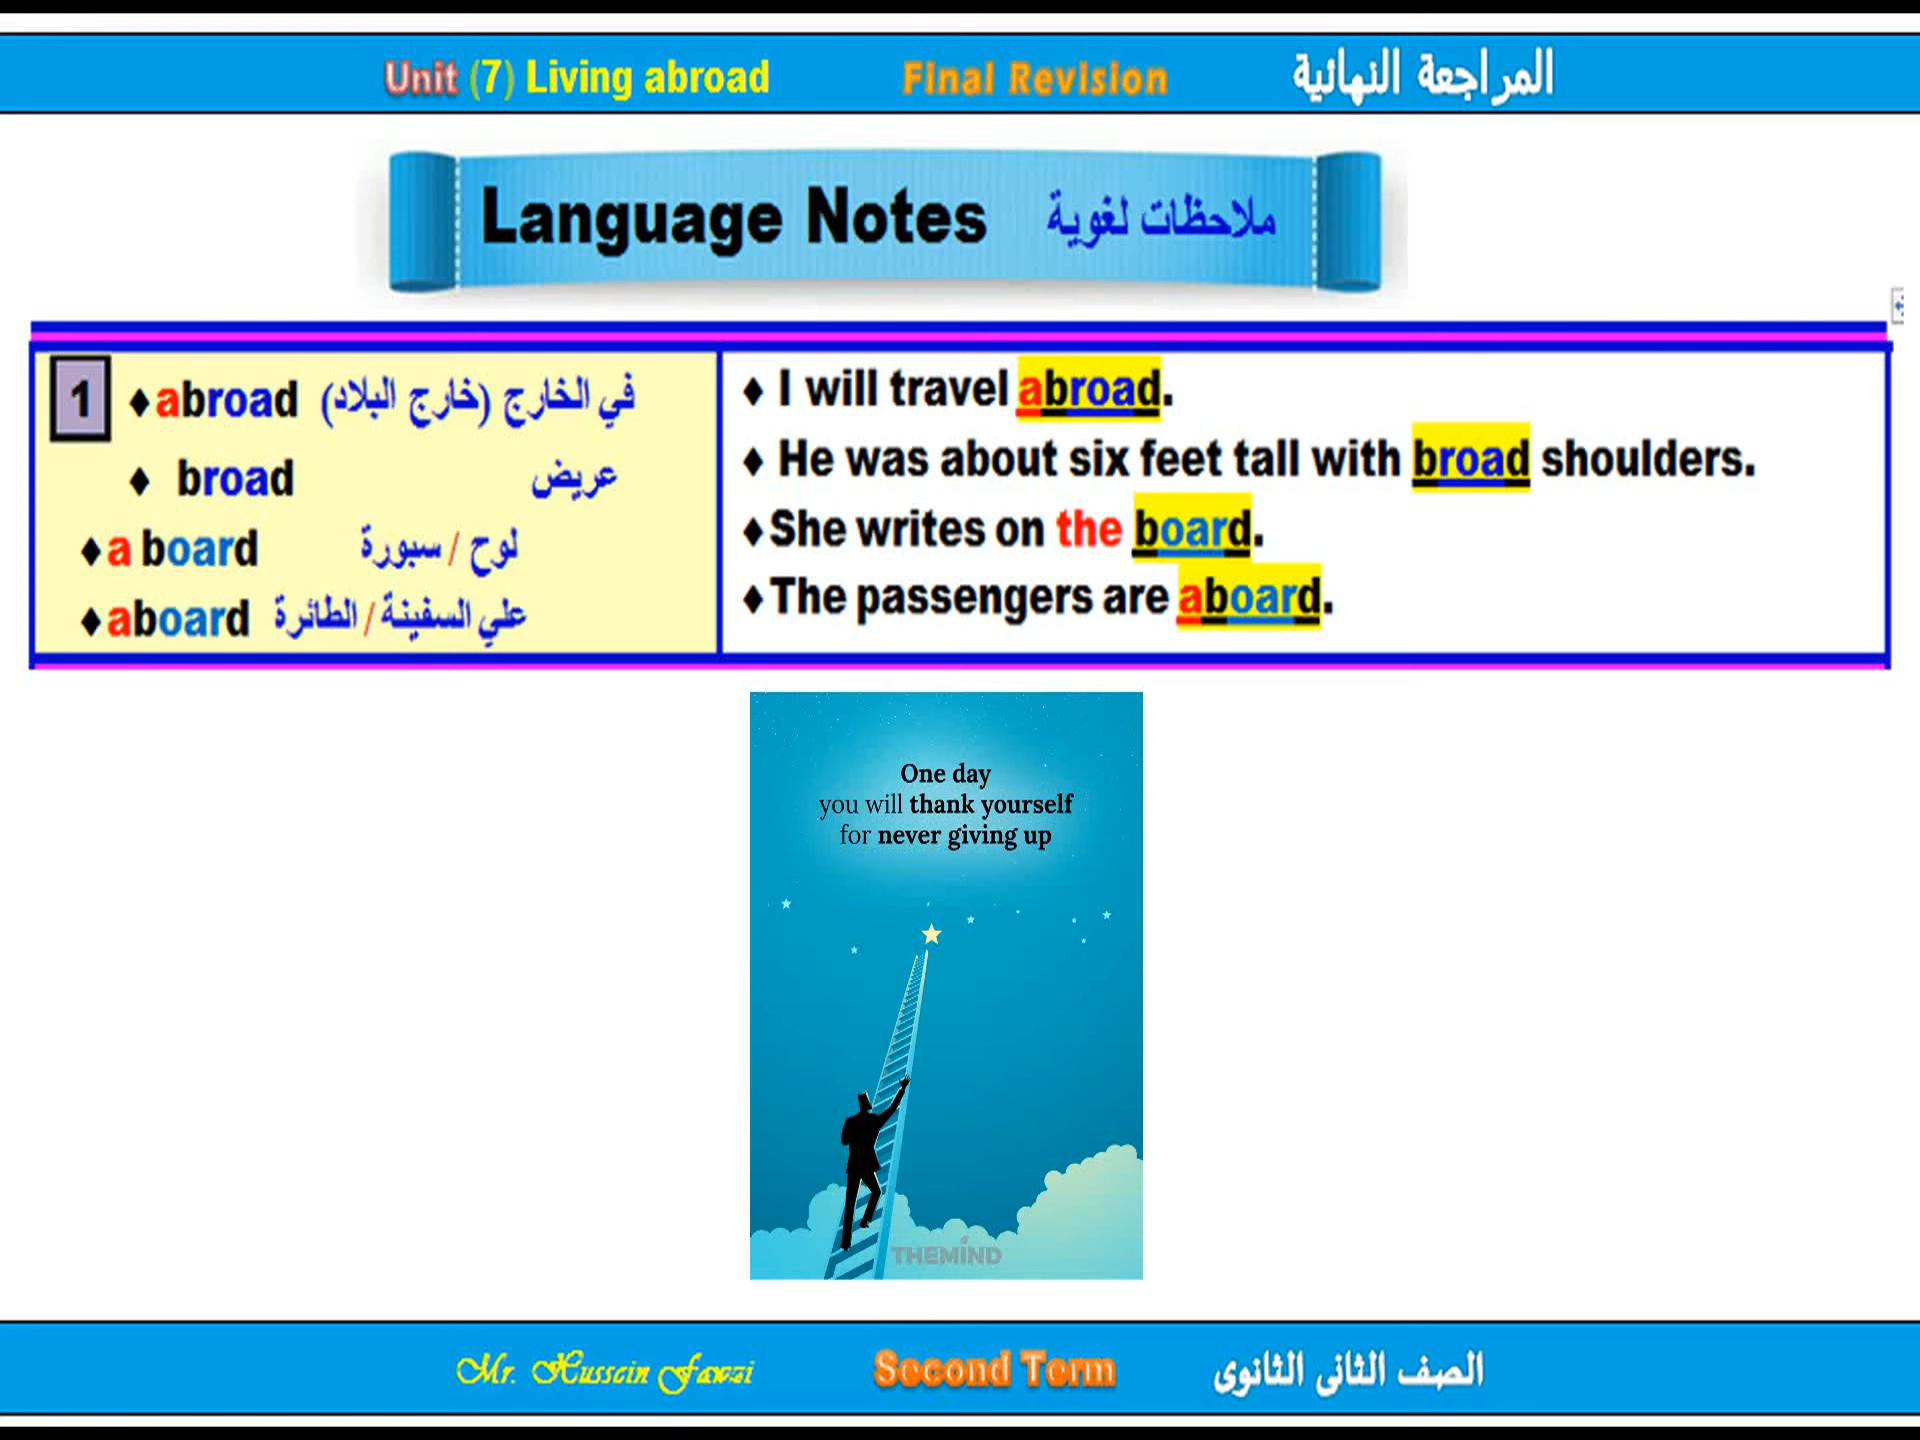 Unit (7) Living abroad Final Revision المراجعة النهائية
Language Notes ملاحظات لغوية
1 ♦abroad في الخارج (خارج البلاد)
♦ broad عريض
♦a board لوح / سبورة
♦aboard علي السفينة / الطائرة
♦ I will travel abroad.
♦ He was about six feet tall with broad shoulders.
♦She writes on the board.
♦The passengers are aboard.
One day
you will thank yourself
for never giving up
THEMIND
Mr. Hussein Fawzi Second Term الصف الثانى الثانوى